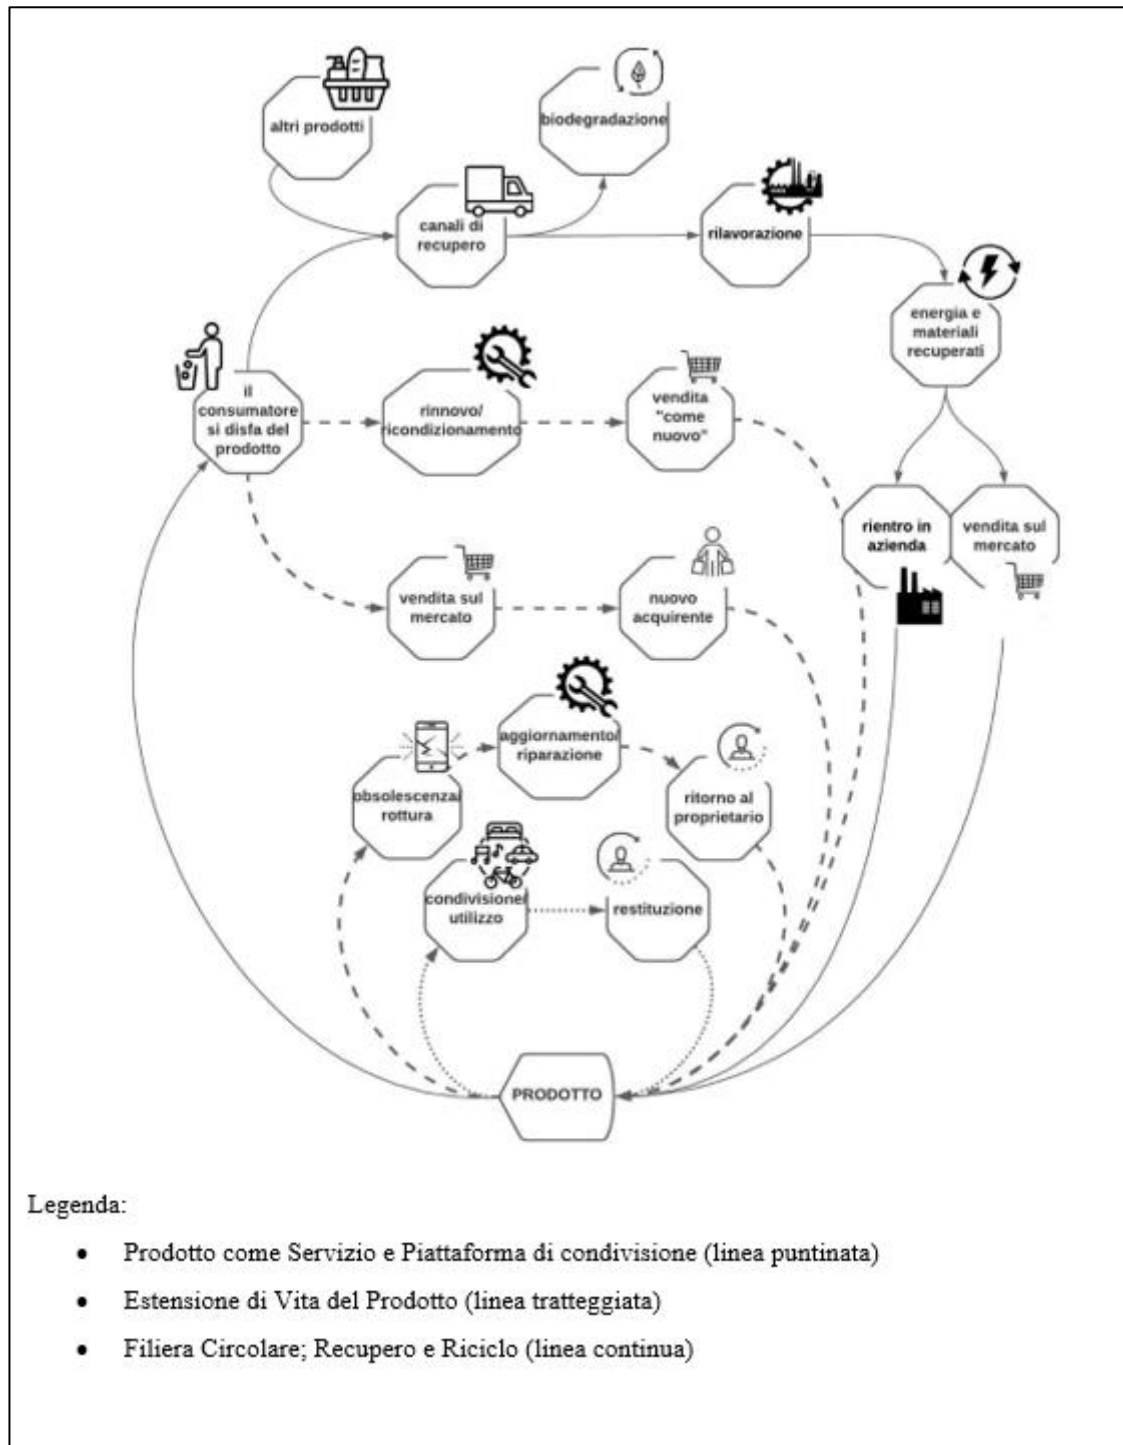 altri prodotti
biodegradazione
canali di
recupero
rilavorazione
energia e
materiali
recuperati
il
consumatore
si disfa del
prodotto
rinnovo/
ricondizionamento
vendita
"come
nuovo"
rientro in
azienda
vendita sul
mercato
vendita sul
mercato
nuovo
acquirente
aggiornamento/
riparazione
obsolescenza/
rottura
ritorno al
proprietario
condivisione/
utilizzo
restituzione
PRODOTTO
Legenda:
• Prodotto come Servizio e Piattaforma di condivisione (linea puntinata)
• Estensione di Vita del Prodotto (linea tratteggiata)
• Filiera Circolare; Recupero e Riciclo (linea continua)